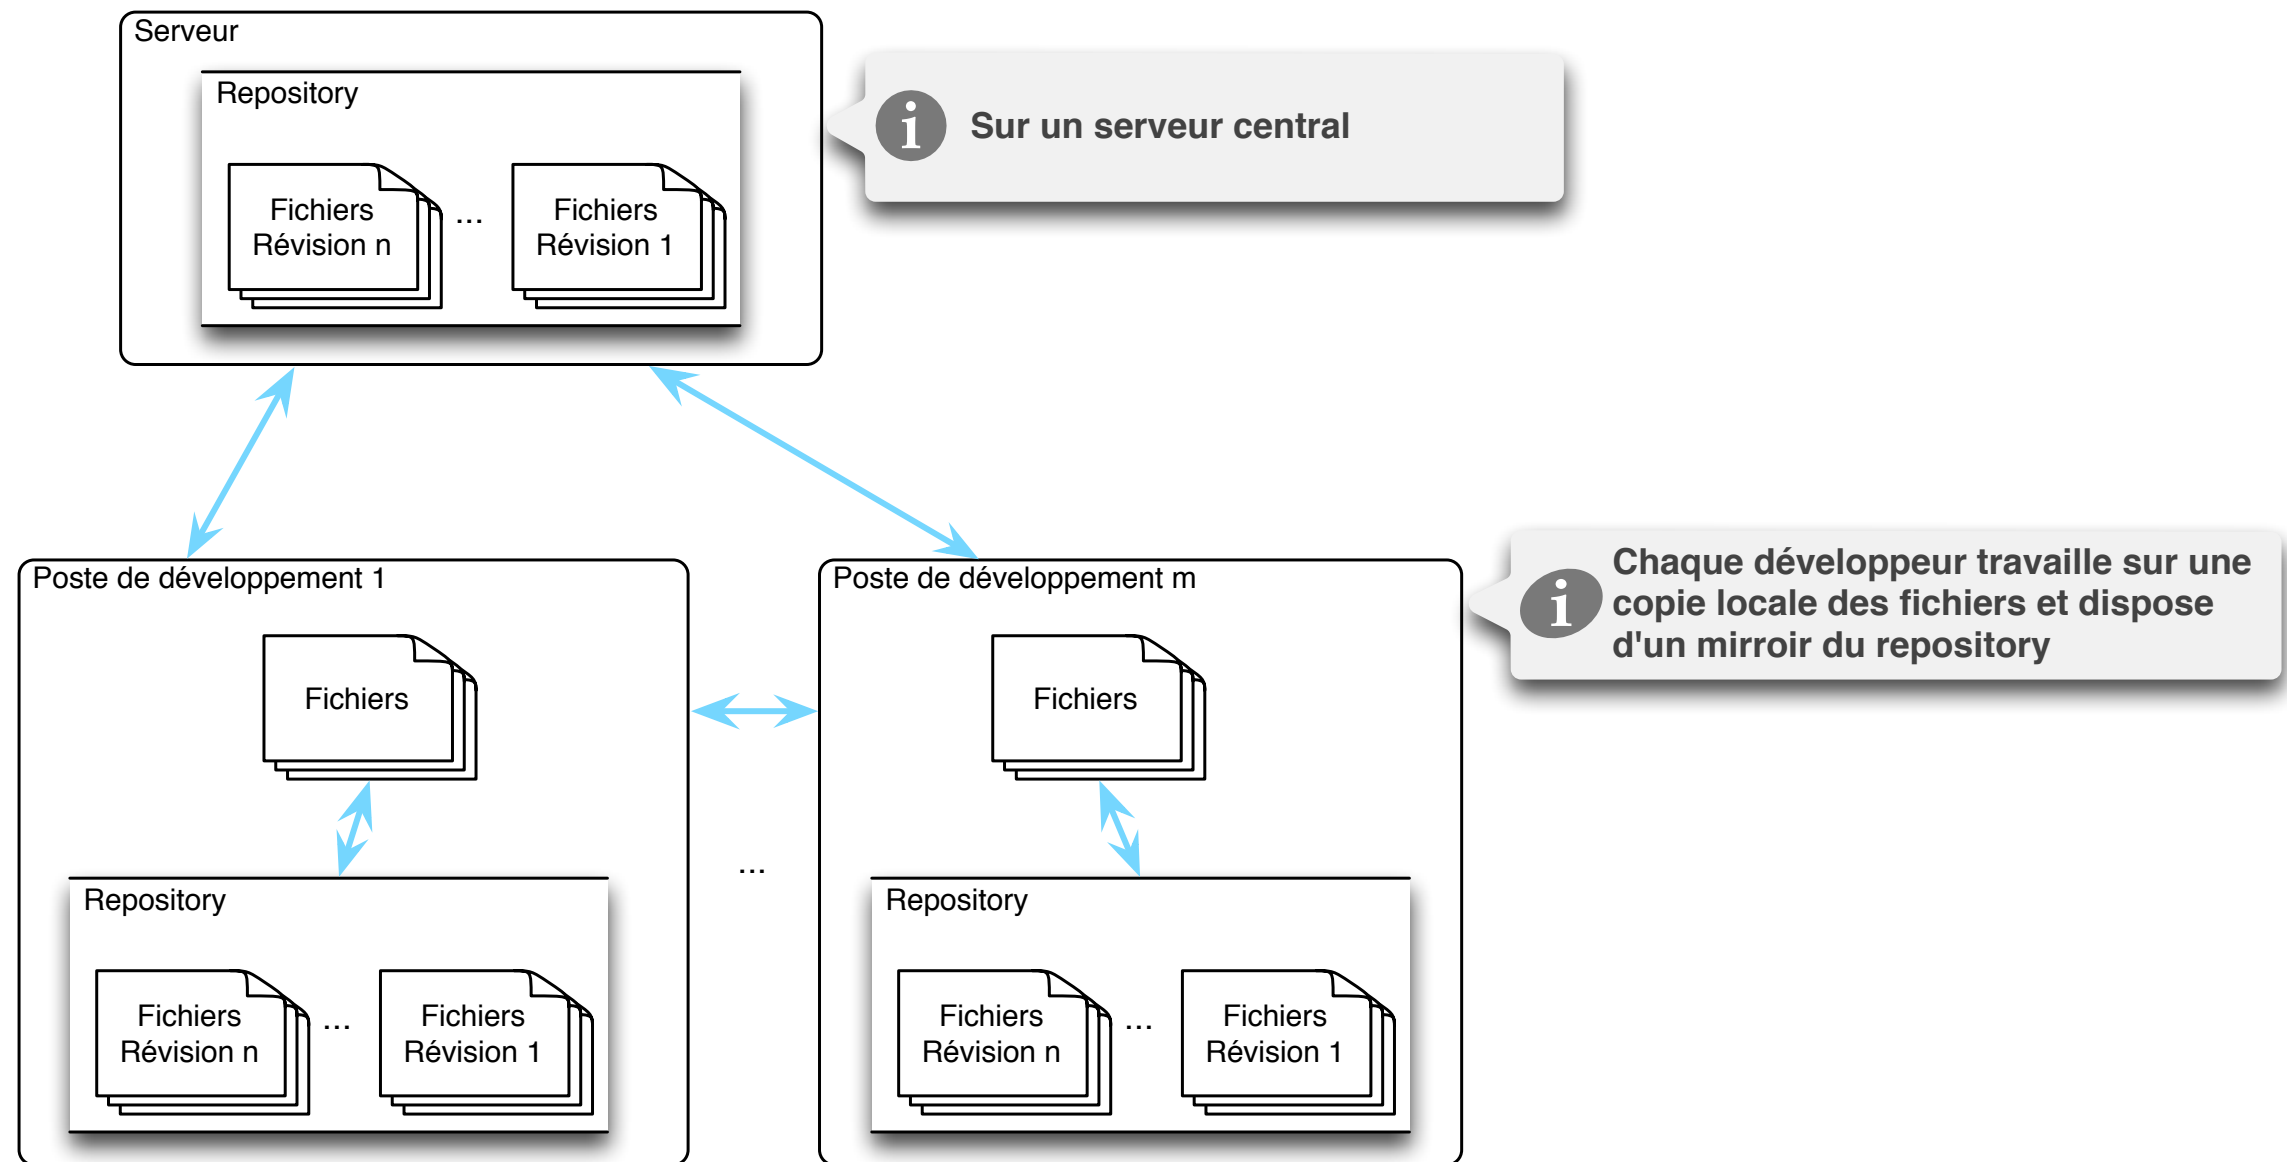 Serveur
Repository
Fichiers
Révision n
...
Fichiers
Révision 1
Sur un serveur central
Poste de développement 1
Fichiers
Repository
Fichiers
Révision n
...
Fichiers
Révision 1
...
Poste de développement m
Fichiers
Repository
Fichiers
Révision n
...
Fichiers
Révision 1
Chaque développeur travaille sur une
copie locale des fichiers et dispose
d'un mirroir du repository